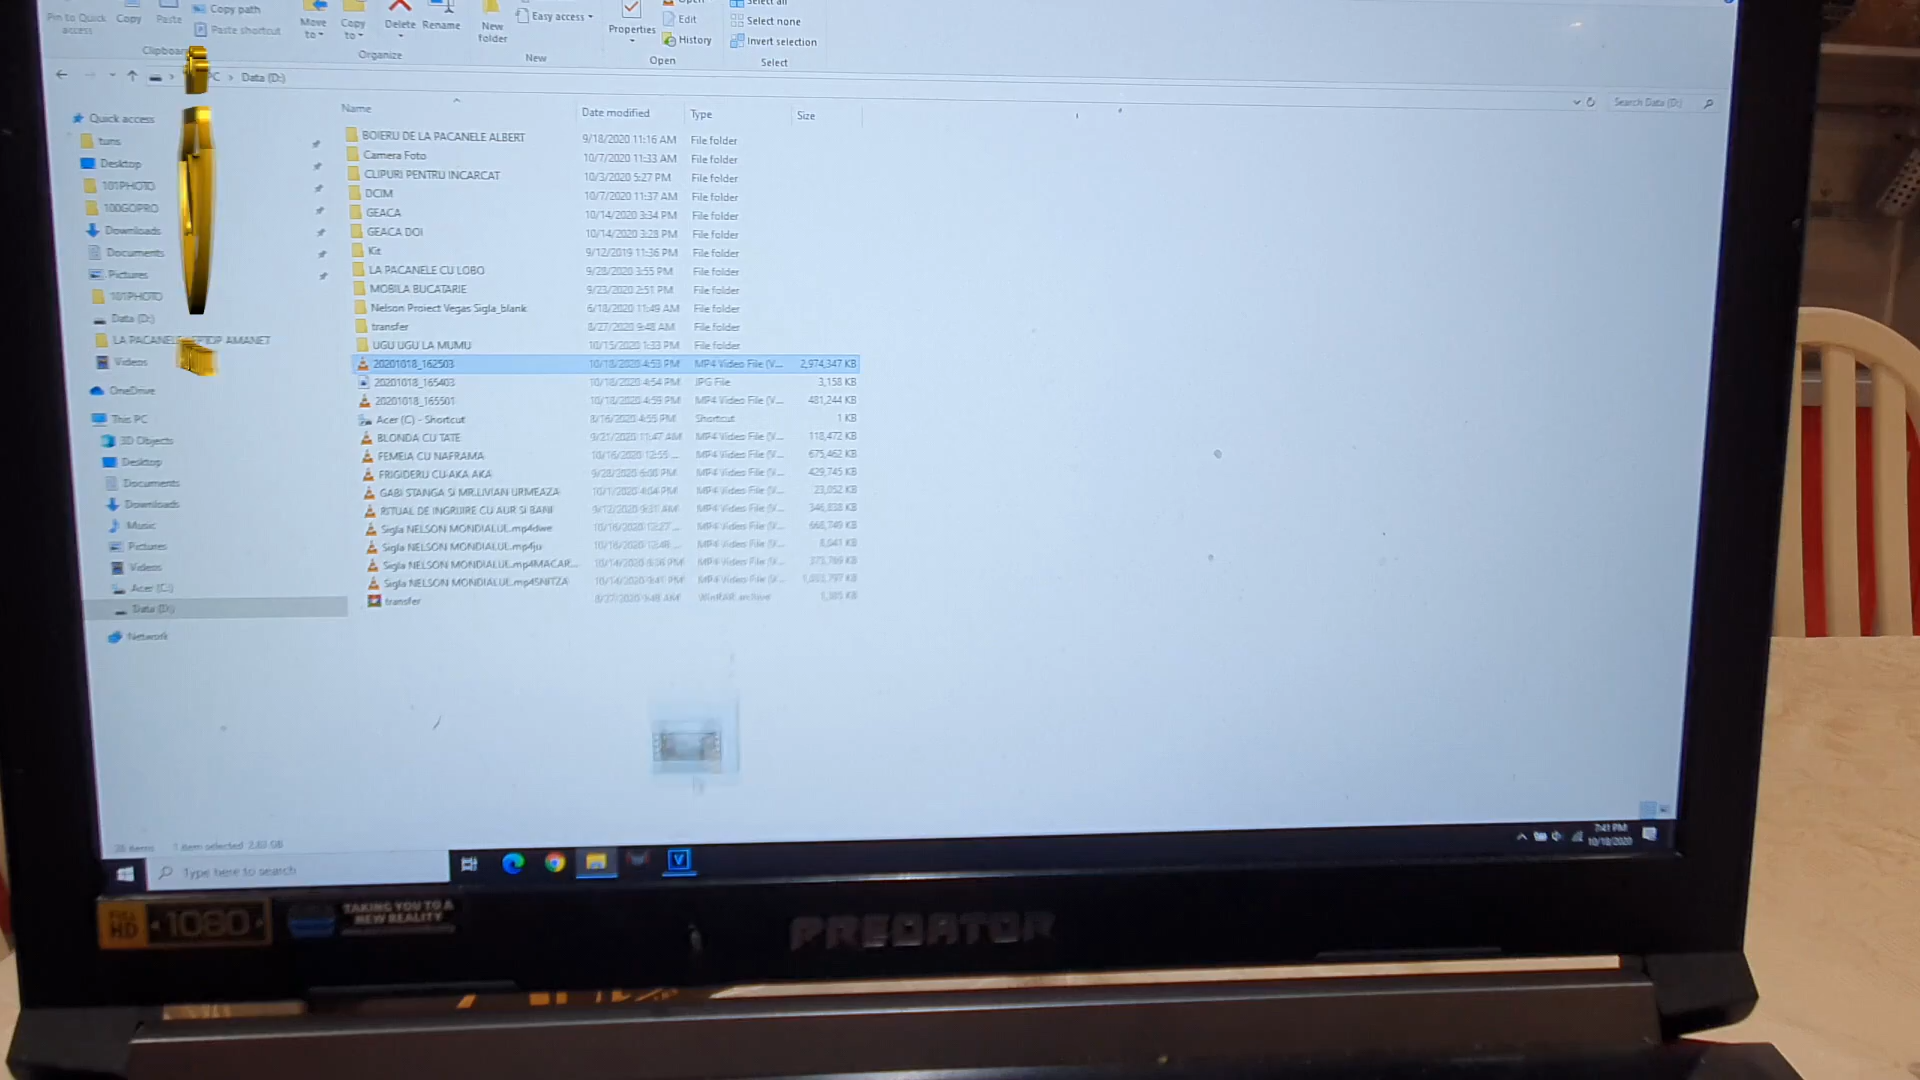 Pin to Quick access
Copy
Paste
Copy path
Paste shortcut
Move to
Copy to
Delete
Rename
New folder
Easy access
Properties
Open
Edit
History
Select all
Select none
Invert selection
Organize
New
Open
Select
PC > Data (D:)
Search Data (D:)
Name Date modified Type Size
Quick access
tuns
Desktop
101PHOTO
100GOPRO
Downloads
Documents
Pictures
101PHOTO
Data (D:)
LA PACANELE
AMANET
Videos
OneDrive
This PC
3D Objects
Desktop
Documents
Downloads
Music
Pictures
Videos
Acer (C:)
Data (D:)
Network
BOIERU DE LA PACANELE ALBERT 9/18/2020 11:16 AM File folder
Camera Foto 10/7/2020 11:33 AM File folder
CLIPURI PENTRU INCARCAT 10/3/2020 5:27 PM File folder
DCIM 10/7/2020 11:37 AM File folder
GEACA 10/14/2020 3:34 PM File folder
GEACA DOI 10/14/2020 3:28 PM File folder
Kit 9/12/2019 11:36 PM File folder
LA PACANELE CU LOBO 9/28/2020 3:55 PM File folder
MOBILA BUCATARIE 9/23/2020 2:51 PM File folder
Nelson Proiect Vegas Sigla_blank 6/18/2020 11:49 AM File folder
transfer 8/27/2020 9:48 AM File folder
UGU UGU LA MUMU 10/15/2020 1:33 PM File folder
20201018_162503 10/18/2020 4:53 PM MP4 Video File (V... 2,974,347 KB
20201018_165403 10/18/2020 4:54 PM JPG File 3,158 KB
20201018_165501 10/18/2020 4:59 PM MP4 Video File (V... 481,244 KB
Acer (C) - Shortcut 8/16/2020 4:55 PM Shortcut 1 KB
BLONDA CU TATE 9/21/2020 11:47 AM MP4 Video File (V... 118,472 KB
FEMEIA CU NAFRAMA 10/16/2020 12:55 ... MP4 Video File (V... 675,462 KB
FRIGIDERU CU AKA AKA 9/28/2020 6:08 PM MP4 Video File (V... 429,745 KB
GABI STANGA SI MR.LIVIAN URMEAZA 10/1/2020 4:04 PM MP4 Video File (V... 23,052 KB
RITUAL DE INGRIJIRE CU AUR SI BANI 9/12/2020 9:31 AM MP4 Video File (V... 346,838 KB
Sigla NELSON MONDIALUL.mp4dwe 10/16/2020 12:27 ... MP4 Video File (V... 668,749 KB
Sigla NELSON MONDIALUL.mp4ju 10/16/2020 12:48 ... MP4 Video File (V... 8,041 KB
Sigla NELSON MONDIALUL.mp4MACAR... 10/14/2020 MP4 Video File (V... 373,769 KB
Sigla NELSON MONDIALUL.mp4SNITZA 10/14/2020 9:41 PM MP4 Video File (V...
transfer 8/27/2020 9:48 AM WinRAR archive
items 1 item selected 2.83 GB
Type here to search
7:41 PM
10/18/2020
FULL HD 1080
TAKING YOU TO A
NEW REALITY
PREDATOR